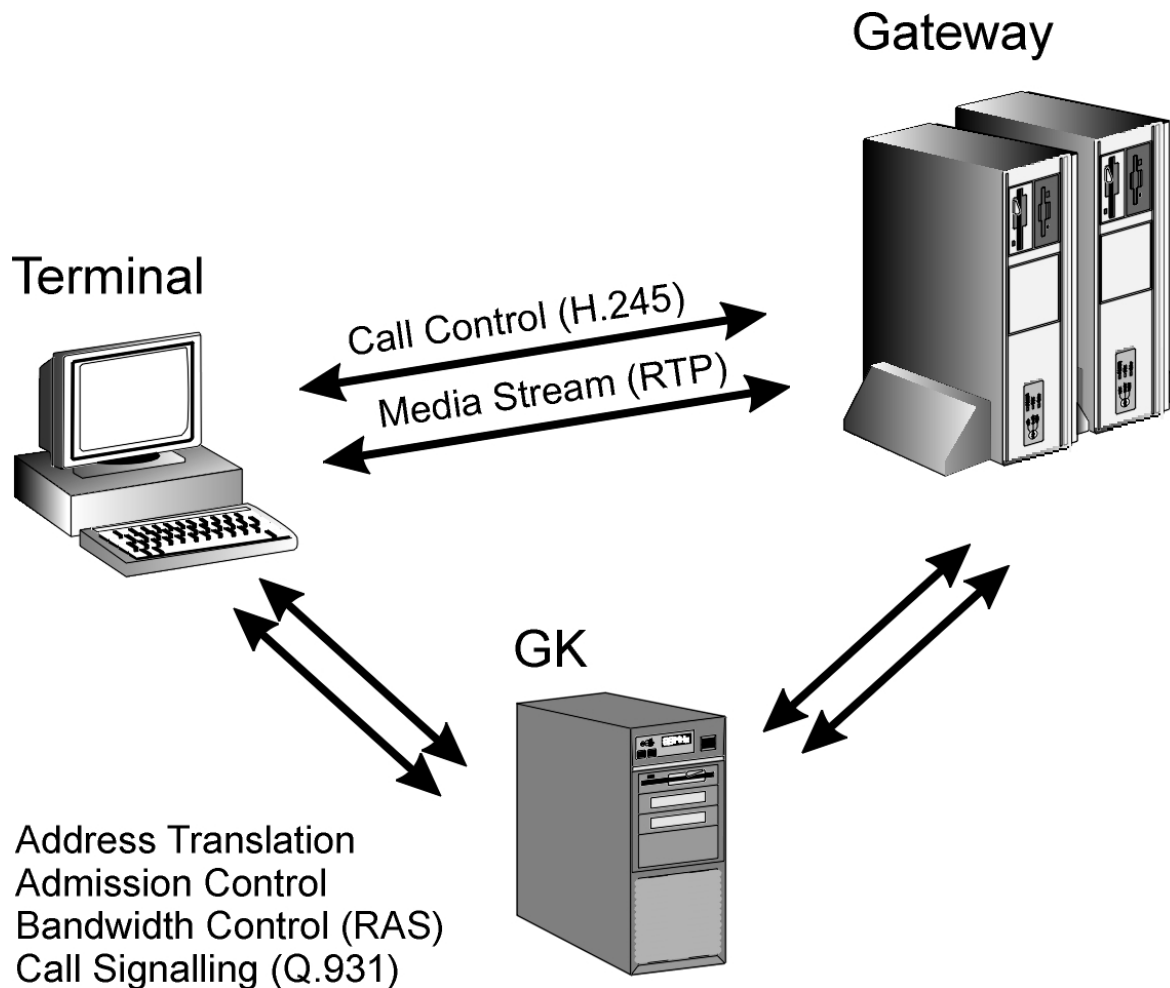 Gateway
Terminal
Call Control (H.245)
Media Stream (RTP)
GK
Address Translation
Admission Control
Bandwidth Control (RAS)
Call Signalling (Q.931)